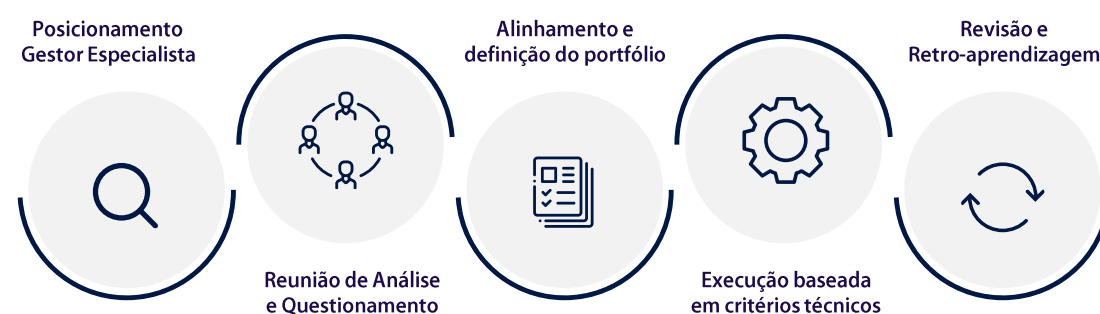 Posicionamento
Gestor Especialista
Reunião de Análise
e Questionamento
Alinhamento e
definição do portfólio
Execução baseada
em critérios técnicos
Revisão e
Retro-aprendizagem